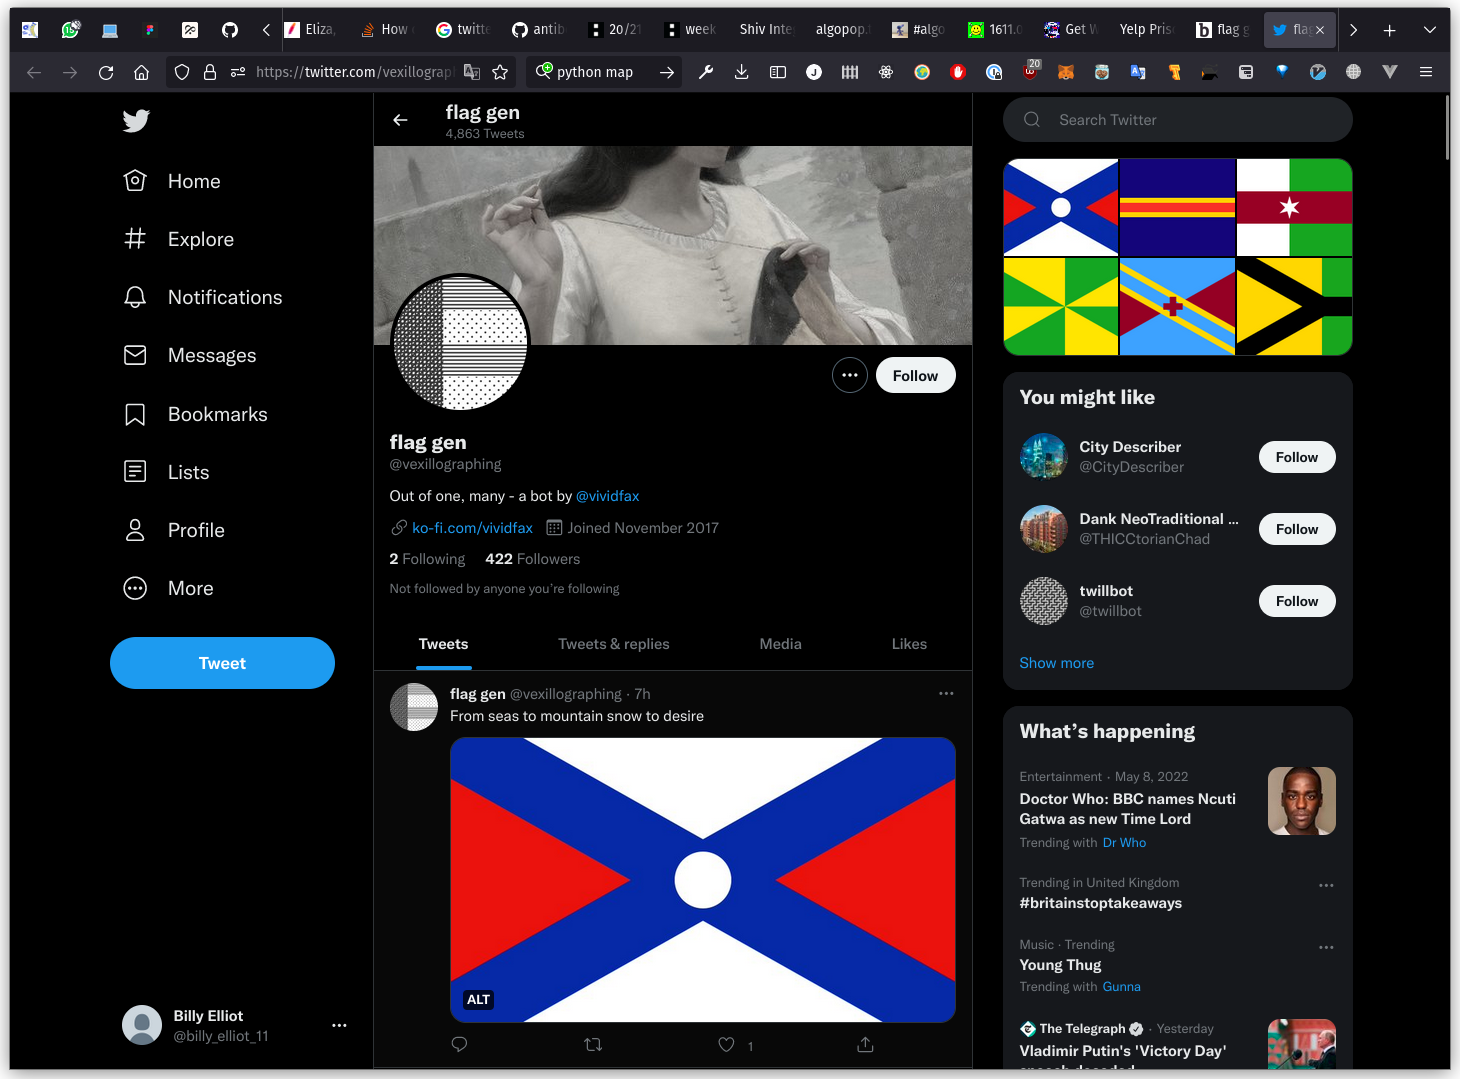 Eliza,
How
twitte
antib
20/21
week
Shiv Inte
algopop.t
#algo
1611.0
Get W
Yelp Pris
flag g
flag
https://twitter.com/vexillograp
python map
20
flag gen
4,863 Tweets
Home
Explore
Notifications
Messages
Bookmarks
Lists
Profile
More
Tweet
Billy Elliot
@billy_elliot_11
Follow
flag gen
@vexillographing
Out of one, many - a bot by @vividfax
ko-fi.com/vividfax Joined November 2017
2 Following 422 Followers
Not followed by anyone you're following
Tweets Tweets & replies Media Likes
flag gen @vexillographing · 7h
From seas to mountain snow to desire
ALT
1
Search Twitter
You might like
City Describer
@CityDescriber
Follow
Dank NeoTraditional ...
@THICCtorianChad
Follow
twillbot
@twillbot
Follow
Show more
What's happening
Entertainment · May 8, 2022
Doctor Who: BBC names Ncuti
Gatwa as new Time Lord
Trending with Dr Who
Trending in United Kingdom
#britainstoptakeaways
Music · Trending
Young Thug
Trending with Gunna
The Telegraph · Yesterday
Vladimir Putin's 'Victory Day'